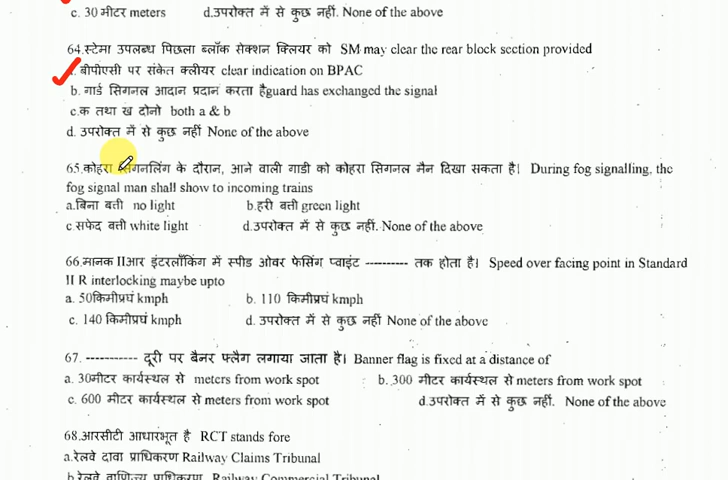 c. 30 मीटर meters d.उपरोक्त में से कुछ नहीं. None of the above
64.स्टेमा उपलब्ध पिछला ब्लॉक सेक्शन क्लियर को SM may clear the rear block section provided
a. बीपीएसी पर संकेत क्लीयर clear indication on BPAC
b. गार्ड सिगनल आदान प्रदान करता हैguard has exchanged the signal
c.क तथा ख दोनो both a & b
d. उपरोक्त में से कुछ नहीं None of the above
65.कोहरा सिगनलिंग के दौरान, आने वाली गाडी को कोहरा सिगनल मैन दिखा सकता है। During fog signalling, the
fog signal man shall show to incoming trains
a.बिना बती no light b.हरी बती green light
c.सफेद बती white light d.उपरोक्त में से कुछ नहीं. None of the above
66.मानक IIआर इंटरलॉकिंग में स्पीड ओवर फेसिंग प्वाइंट ---------- तक होता है। Speed over facing point in Standard
II R interlocking maybe upto
a. 50किमीप्रघं kmph b. 110 किमीप्रघं kmph
c. 140 किमीप्रघं kmph d. उपरोक्त में से कुछ नहीं None of the above
67. ----------- दूरी पर बैनर फ्लैग लगाया जाता है। Banner flag is fixed at a distance of
a. 30मीटर कार्यस्थल से meters from work spot b. 300 मीटर कार्यस्थल से meters from work spot
c. 600 मीटर कार्यस्थल से meters from work spot d.उपरोक्त में से कुछ नहीं. None of the above
68.आरसीटी आधारभूत है RCT stands fore
a.रेलवे दावा प्राधिकरण Railway Claims Tribunal
b.रेलवे वाणिज्य प्राधिकरण Railway Commercial Tribunal